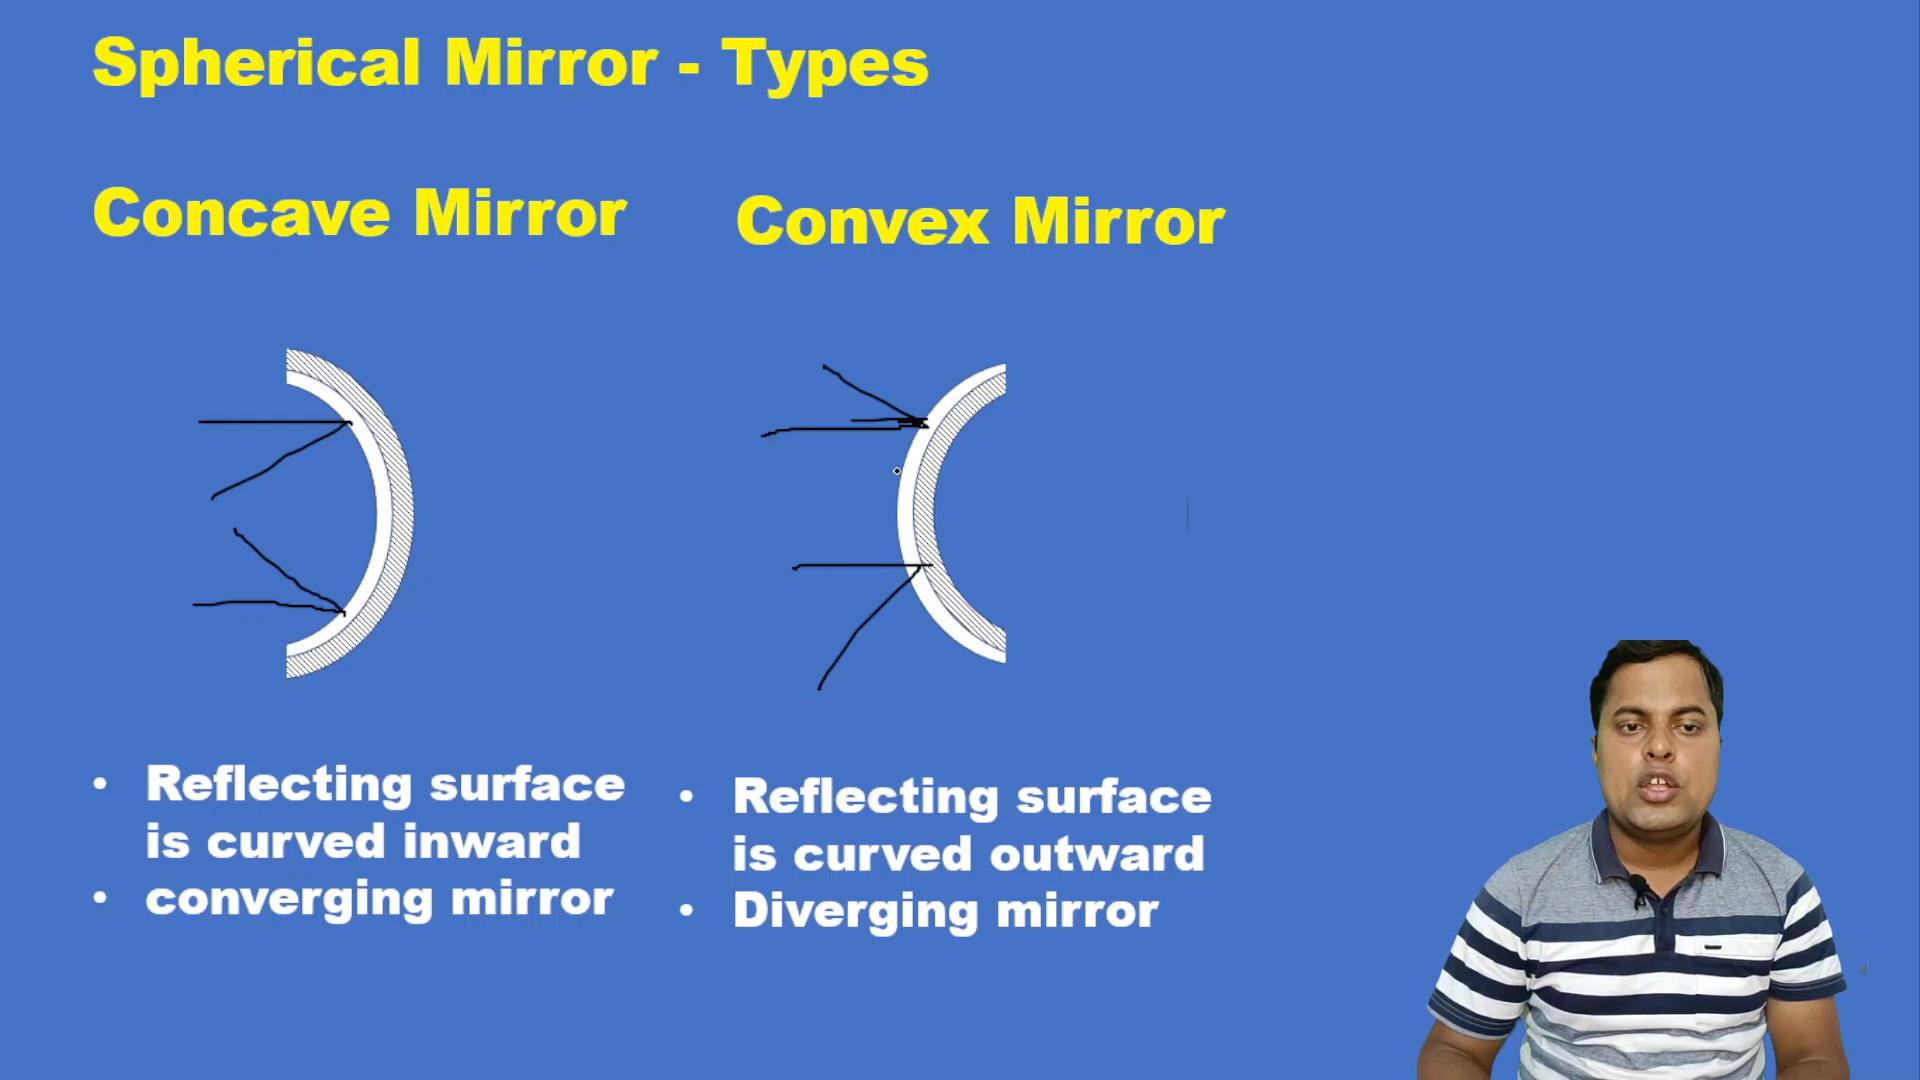 Spherical Mirror - Types
Concave Mirror
Convex Mirror
• Reflecting surface
is curved inward
• converging mirror
• Reflecting surface
is curved outward
• Diverging mirror